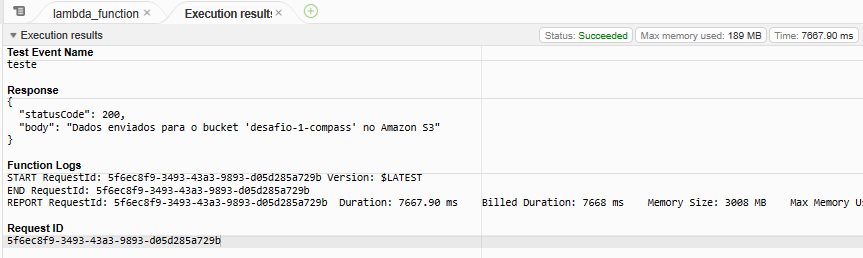 lambda_function × Execution results ×
Execution results Status: Succeeded Max memory used: 189 MB Time: 7667.90 ms
Test Event Name
teste
Response
{
"statusCode": 200,
"body": "Dados enviados para o bucket 'desafio-1-compass' no Amazon S3"
}
Function Logs
START RequestId: 5f6ec8f9-3493-43a3-9893-d05d285a729b Version: $LATEST
END RequestId: 5f6ec8f9-3493-43a3-9893-d05d285a729b
REPORT RequestId: 5f6ec8f9-3493-43a3-9893-d05d285a729b Duration: 7667.90 ms Billed Duration: 7668 ms Memory Size: 3008 MB Max Memory Us
Request ID
5f6ec8f9-3493-43a3-9893-d05d285a729b